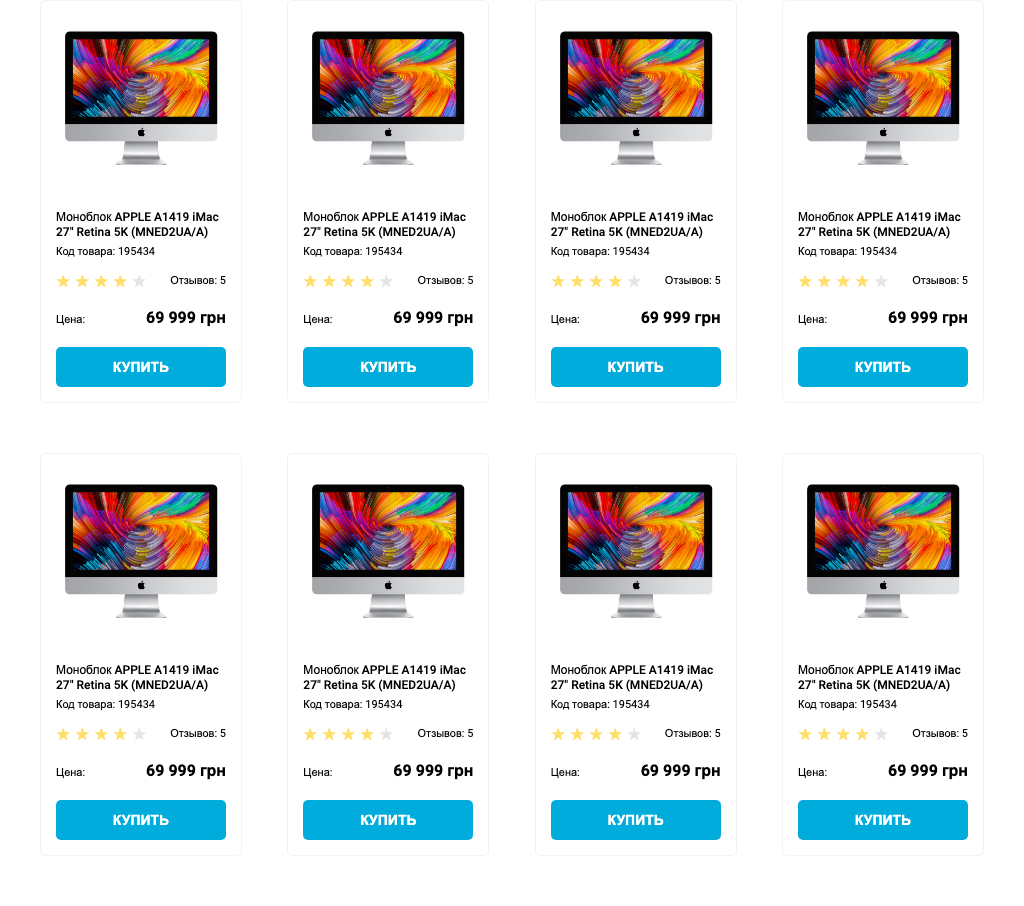 Моноблок APPLE A1419 iMac
27" Retina 5K (MNED2UA/A)
Код товара: 195434
Отзывов: 5
Цена: 69 999 грн
КУПИТЬ
Моноблок APPLE A1419 iMac
27" Retina 5K (MNED2UA/A)
Код товара: 195434
Отзывов: 5
Цена: 69 999 грн
КУПИТЬ
Моноблок APPLE A1419 iMac
27" Retina 5K (MNED2UA/A)
Код товара: 195434
Отзывов: 5
Цена: 69 999 грн
КУПИТЬ
Моноблок APPLE A1419 iMac
27" Retina 5K (MNED2UA/A)
Код товара: 195434
Отзывов: 5
Цена: 69 999 грн
КУПИТЬ
Моноблок APPLE A1419 iMac
27" Retina 5K (MNED2UA/A)
Код товара: 195434
Отзывов: 5
Цена: 69 999 грн
КУПИТЬ
Моноблок APPLE A1419 iMac
27" Retina 5K (MNED2UA/A)
Код товара: 195434
Отзывов: 5
Цена: 69 999 грн
КУПИТЬ
Моноблок APPLE A1419 iMac
27" Retina 5K (MNED2UA/A)
Код товара: 195434
Отзывов: 5
Цена: 69 999 грн
КУПИТЬ
Моноблок APPLE A1419 iMac
27" Retina 5K (MNED2UA/A)
Код товара: 195434
Отзывов: 5
Цена: 69 999 грн
КУПИТЬ